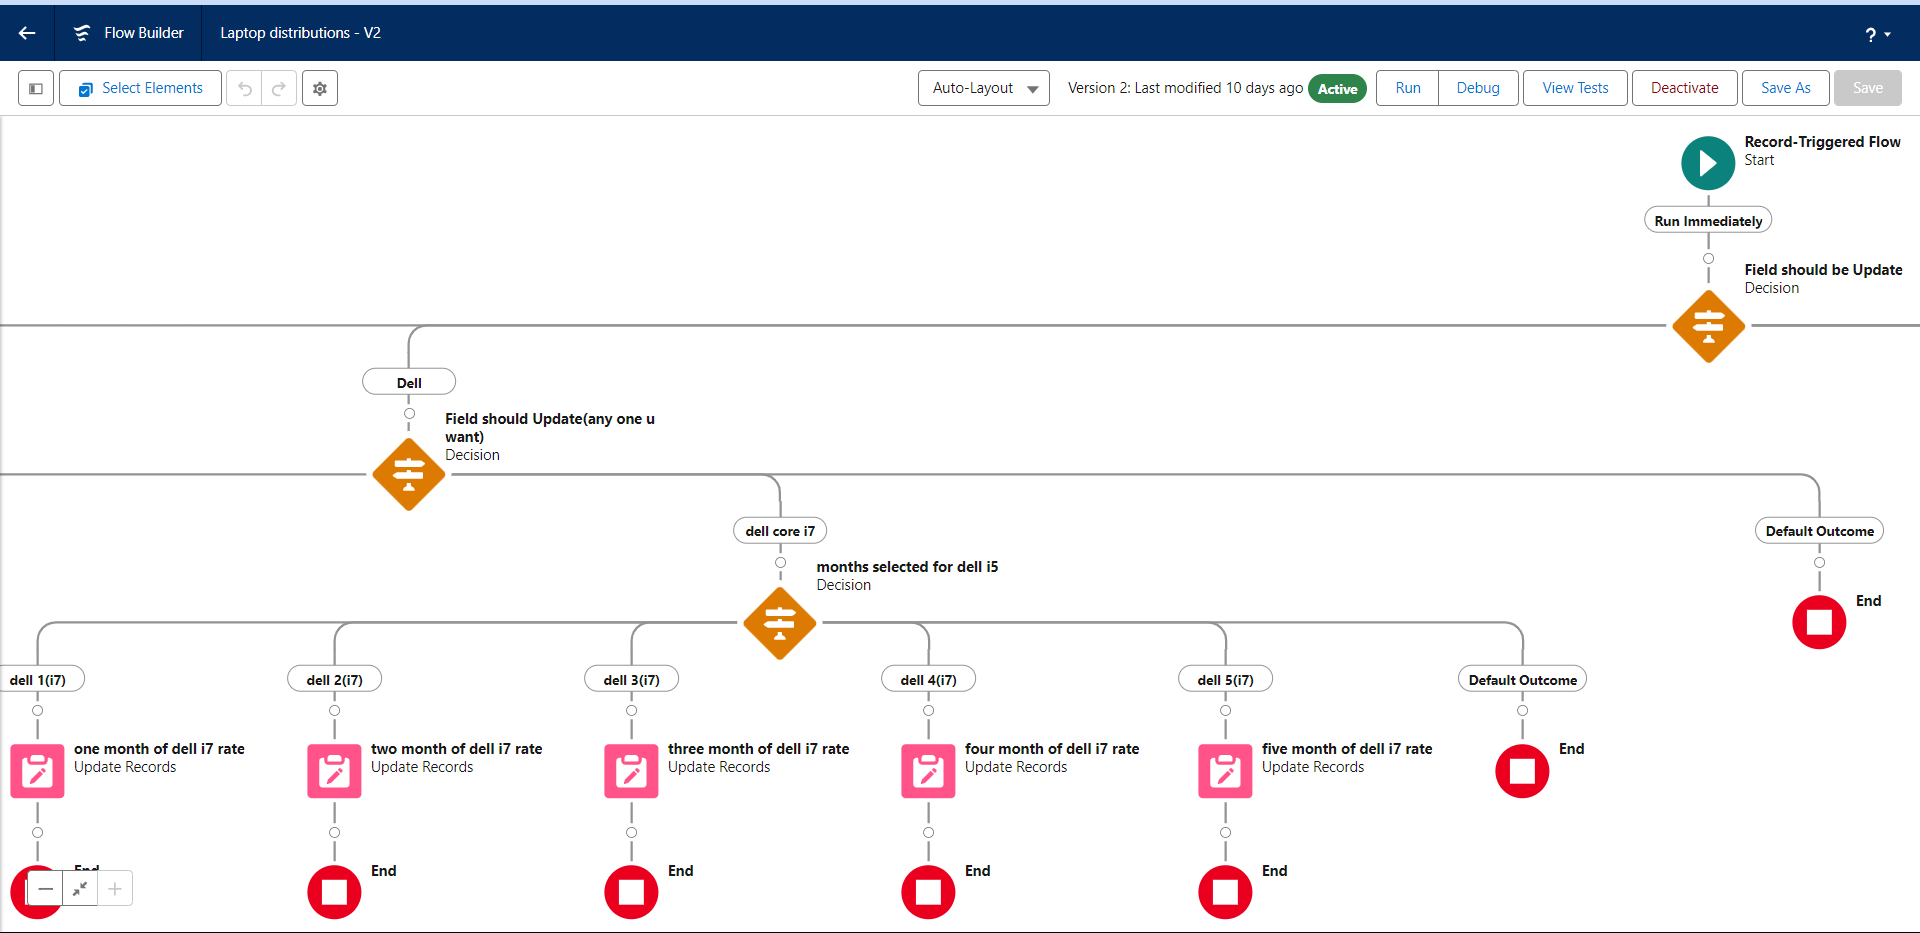 Flow Builder
Laptop distributions - V2
?
Select Elements
Auto-Layout
Version 2: Last modified 10 days ago
Active
Run
Debug
View Tests
Deactivate
Save As
Save
Record-Triggered Flow
Start
Run Immediately
Field should be Update
Decision
Dell
Field should Update(any one u
want)
Decision
dell core i7
Default Outcome
months selected for dell i5
Decision
End
dell 1(i7)
dell 2(i7)
dell 3(i7)
dell 4(i7)
dell 5(i7)
Default Outcome
one month of dell i7 rate
Update Records
two month of dell i7 rate
Update Records
three month of dell i7 rate
Update Records
four month of dell i7 rate
Update Records
five month of dell i7 rate
Update Records
End
End
End
End
End
End